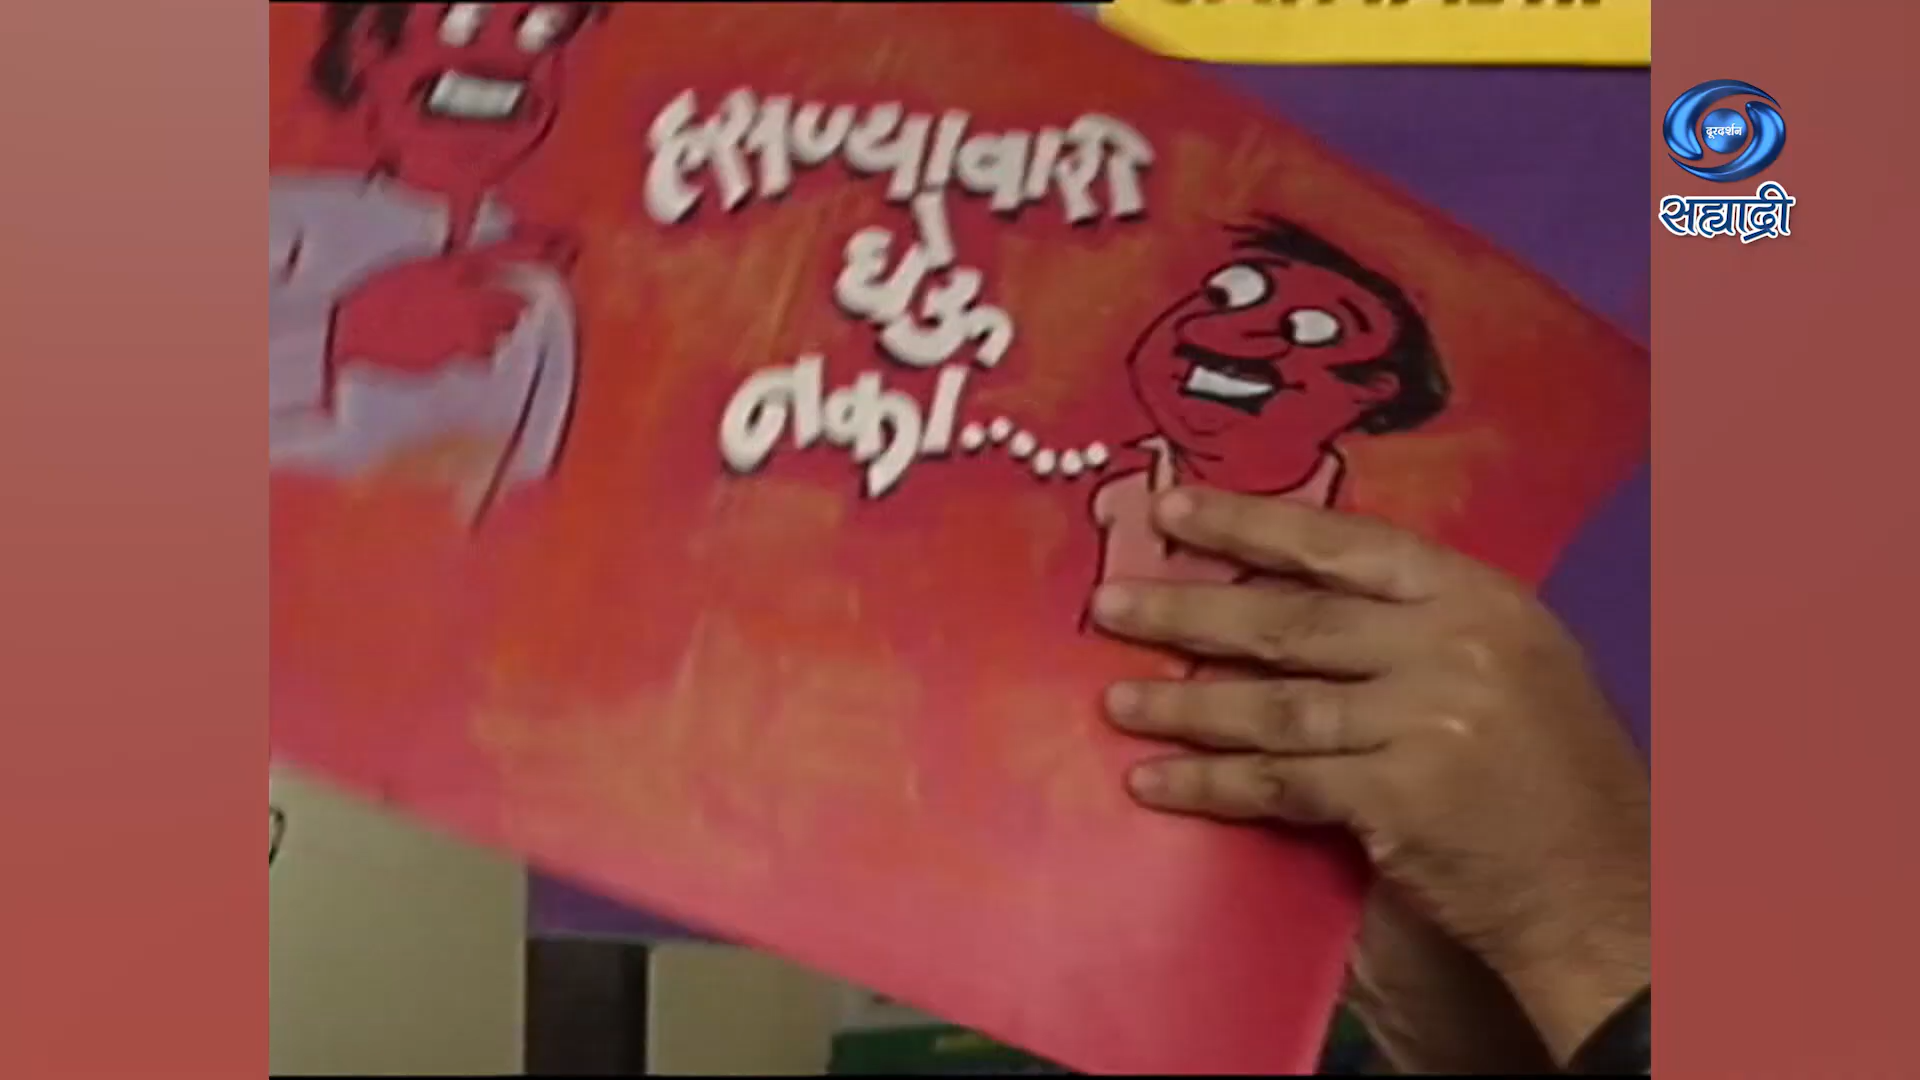 हसण्यावारी
घेऊ
नका......
दूरदर्शन
सह्याद्री